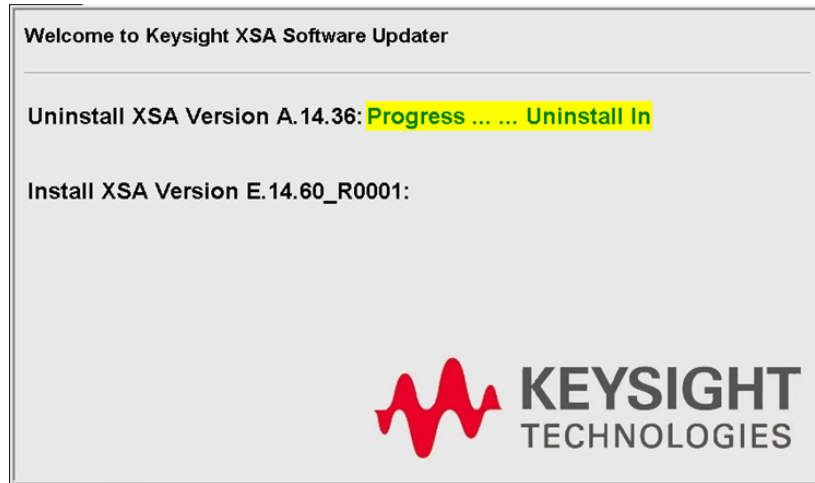 Welcome to Keysight XSA Software Updater
Uninstall XSA Version A.14.36: Progress ... ... Uninstall In
Install XSA Version E.14.60_R0001:
KEYSIGHT
TECHNOLOGIES